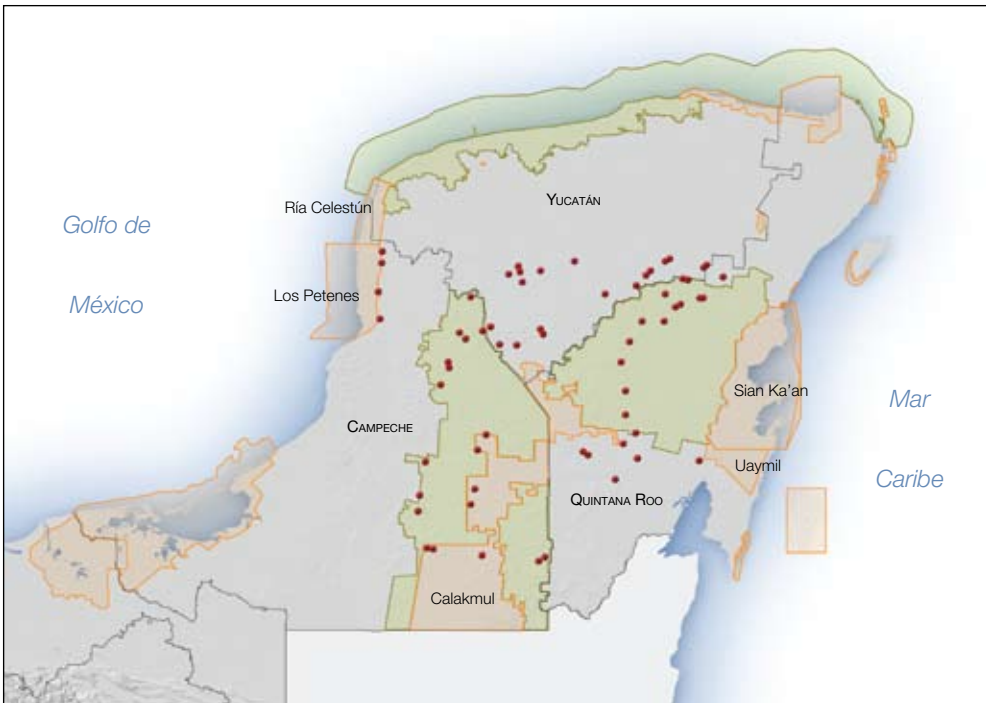 Yucatán
Ría Celestún
Golfo de
México
Los Petenes
Sian Ka'an
Mar
Caribe
Campeche
Uaymil
Quintana Roo
Calakmul